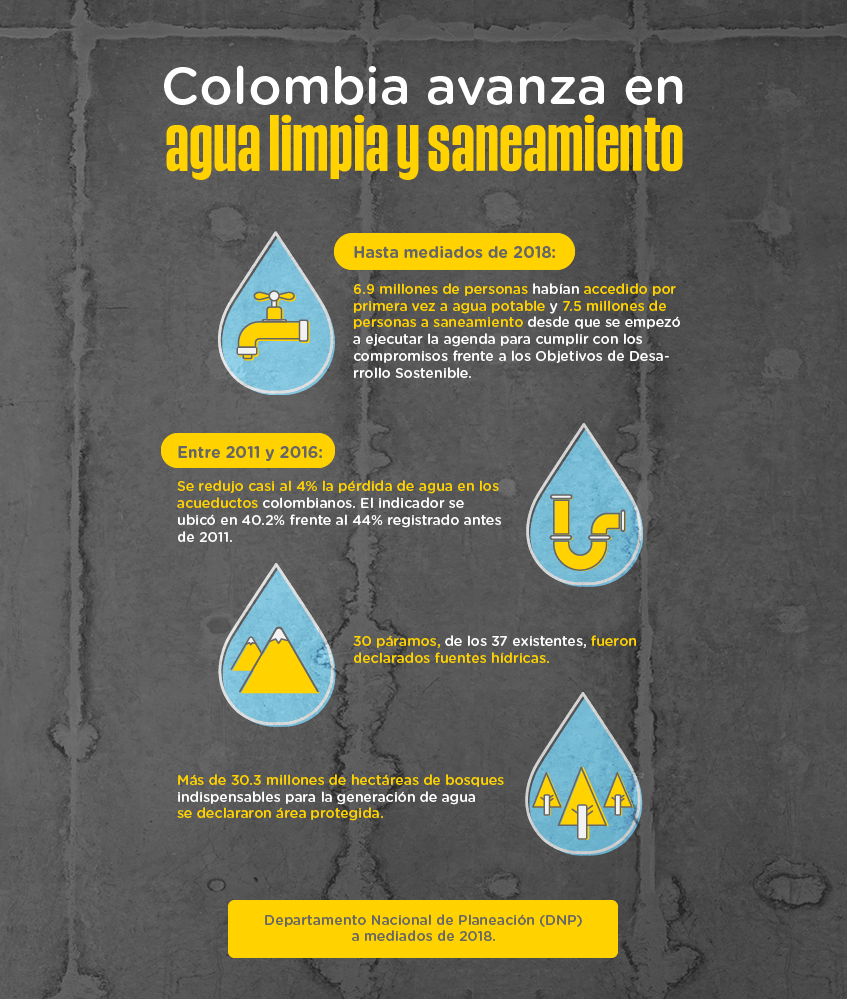 Colombia avanza en
agua limpia y saneamiento
Hasta mediados de 2018:
6.9 millones de personas habían accedido por
primera vez a agua potable y 7.5 millones de
personas a saneamiento desde que se empezó
a ejecutar la agenda para cumplir con los
compromisos frente a los Objetivos de Desa-
rrollo Sostenible.
Entre 2011 y 2016:
Se redujo casi al 4% la pérdida de agua en los
acueductos colombianos. El indicador se
ubicó en 40.2% frente al 44% registrado antes
de 2011.
30 páramos, de los 37 existentes, fueron
declarados fuentes hídricas.
Más de 30.3 millones de hectáreas de bosques
indispensables para la generación de agua
se declararon área protegida.
Departamento Nacional de Planeación (DNP)
a mediados de 2018.